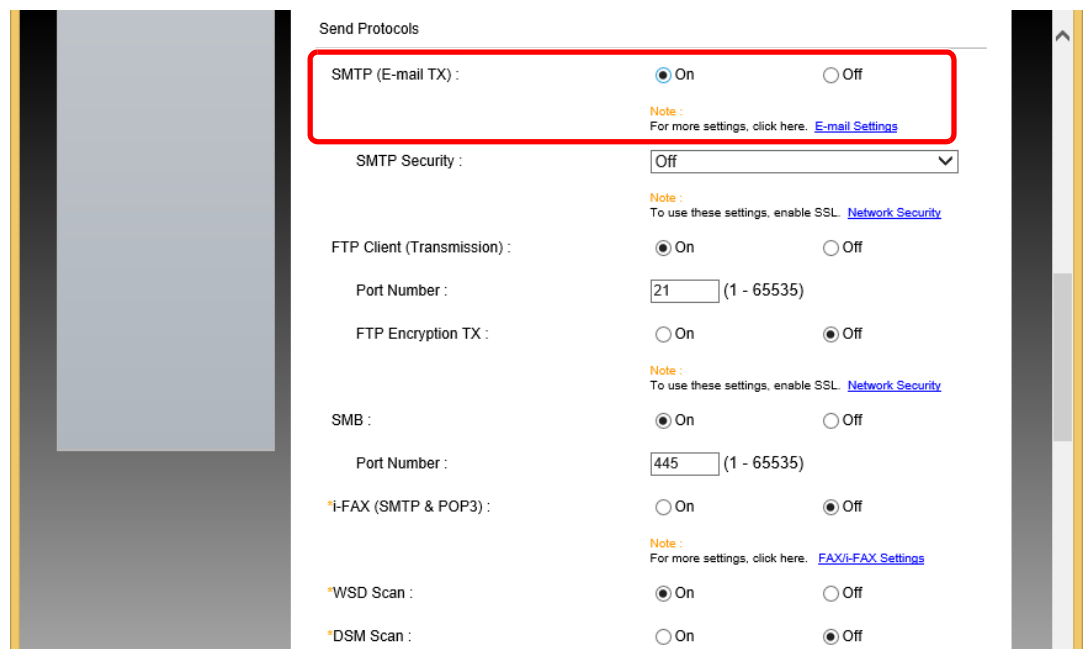 Send Protocols
SMTP (E-mail TX) : On Off
Note :
For more settings, click here. E-mail Settings
SMTP Security : Off
Note :
To use these settings, enable SSL. Network Security
FTP Client (Transmission) : On Off
Port Number : 21 (1 - 65535)
FTP Encryption TX : On Off
Note :
To use these settings, enable SSL. Network Security
SMB : On Off
Port Number : 445 (1 - 65535)
*i-FAX (SMTP & POP3) : On Off
Note :
For more settings, click here. FAX/i-FAX Settings
*WSD Scan : On Off
*DSM Scan : On Off